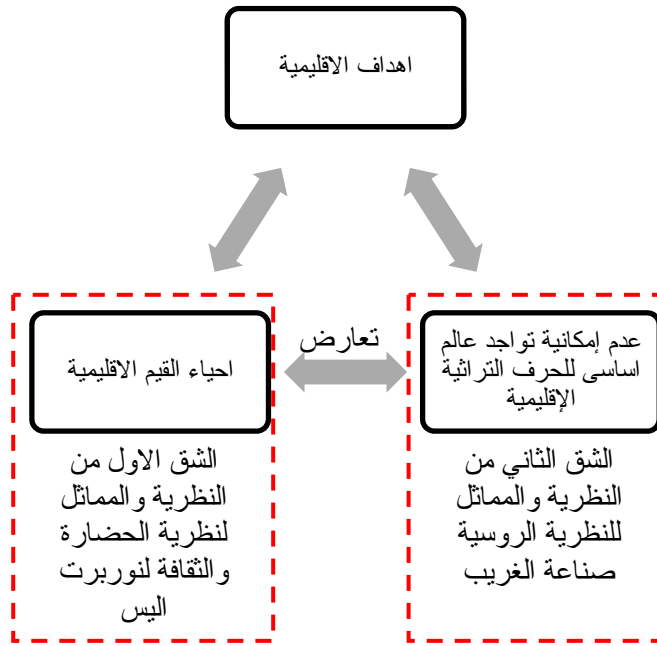 اهداف الاقليمية
تعارض
عدم إمكانية تواجد عالم
اساسى للحرف التراثية
الإقليمية
الشق الثاني من
النظرية والمماثل
للنظرية الروسية
صناعة الغريب
احياء القيم الاقليمية
الشق الاول من
النظرية والمماثل
لنظرية الحضارة
والثقافة لنوربرت
اليس